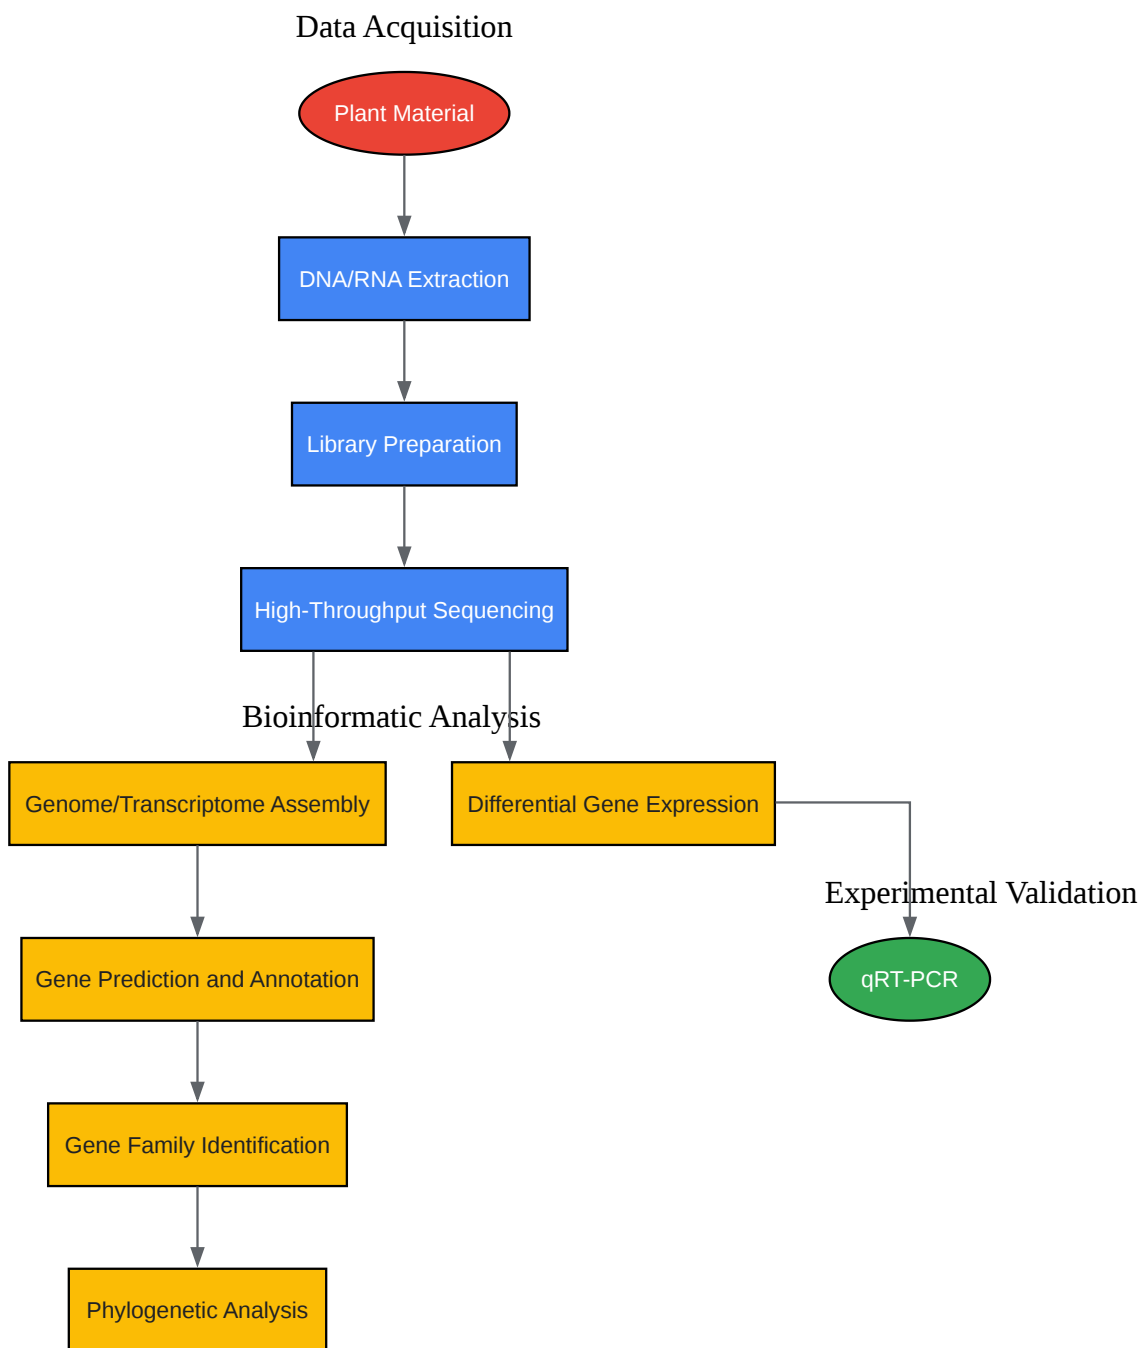 Data Acquisition
Plant Material
DNA/RNA Extraction
Library Preparation
High-Throughput Sequencing
Bioinformatic Analysis
Genome/Transcriptome Assembly
Differential Gene Expression
Experimental Validation
Gene Prediction and Annotation
qRT-PCR
Gene Family Identification
Phylogenetic Analysis